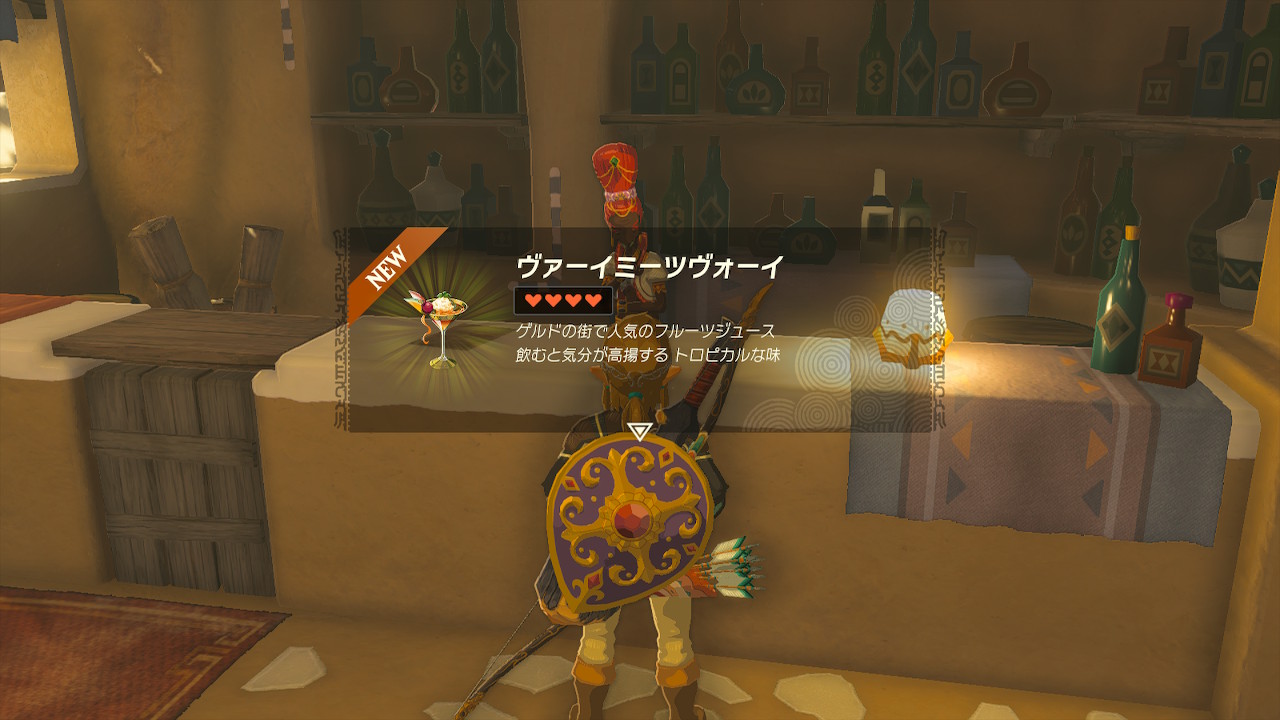 NEW
ヴァーイミーツヴォーイ
ゲルドの街で人気のフルーツジュース
飲むと気分が高揚する トロピカルな味